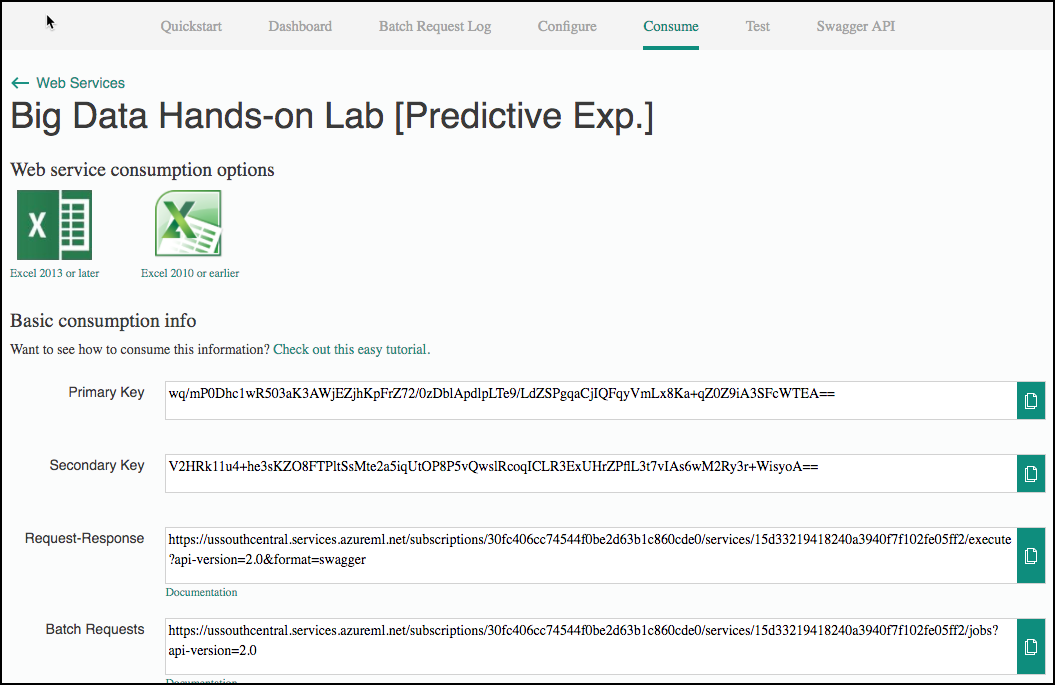 Quickstart Dashboard Batch Request Log Configure Consume Test Swagger API
← Web Services
Big Data Hands-on Lab [Predictive Exp.]
Web service consumption options
Excel 2013 or later Excel 2010 or earlier
Basic consumption info
Want to see how to consume this information? Check out this easy tutorial.
Primary Key wq/mP0Dhc1wR503aK3AWjEZjhKpFrZ72/0zDblApdlpLTe9/LdZSPgqaCjIQFqyVmLx8Ka+qZ0Z9iA3SFcWTEA==
Secondary Key V2HRk11u4+he3sKZO8FTPltSsMte2a5iqUtOP8P5vQwslRcoqICLR3ExUHrZPflL3t7vIAs6wM2Ry3r+WisyoA==
Request-Response https://ussouthcentral.services.azureml.net/subscriptions/30fc406cc74544f0be2d63b1c860cde0/services/15d33219418240a3940f7f102fe05ff2/execute
?api-version=2.0&format=swagger
Documentation
Batch Requests https://ussouthcentral.services.azureml.net/subscriptions/30fc406cc74544f0be2d63b1c860cde0/services/15d33219418240a3940f7f102fe05ff2/jobs?
api-version=2.0
Documentation